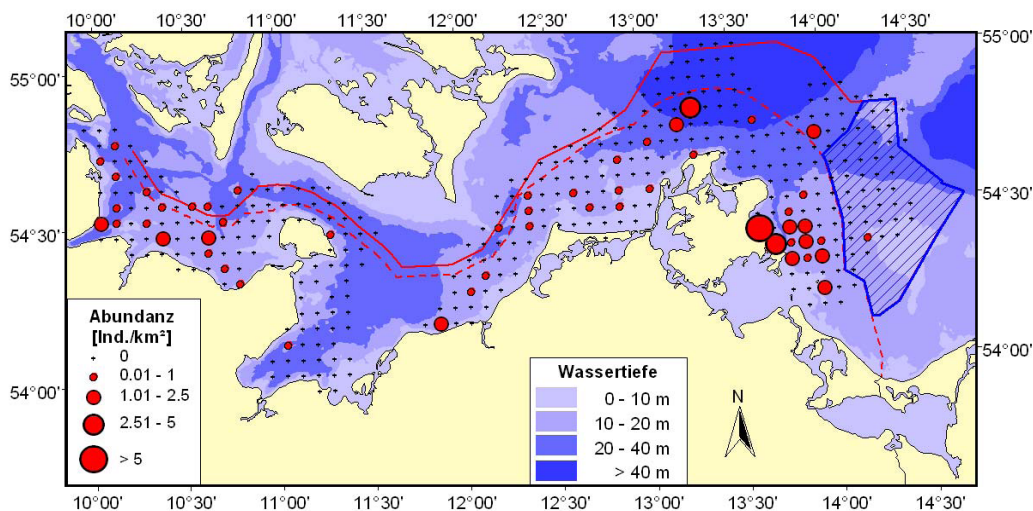 10°00' 10°30' 11°00' 11°30' 12°00' 12°30' 13°00' 13°30' 14°00' 14°30'
55°00' 55°00'
54°30' 54°30'
54°00' 54°00'
Abundanz
[Ind./km²]
0
0.01 - 1
1.01 - 2.5
2.51 - 5
> 5
Wassertiefe
0 - 10 m
10 - 20 m
20 - 40 m
> 40 m
N
10°00' 10°30' 11°00' 11°30' 12°00' 12°30' 13°00' 13°30' 14°00' 14°30'